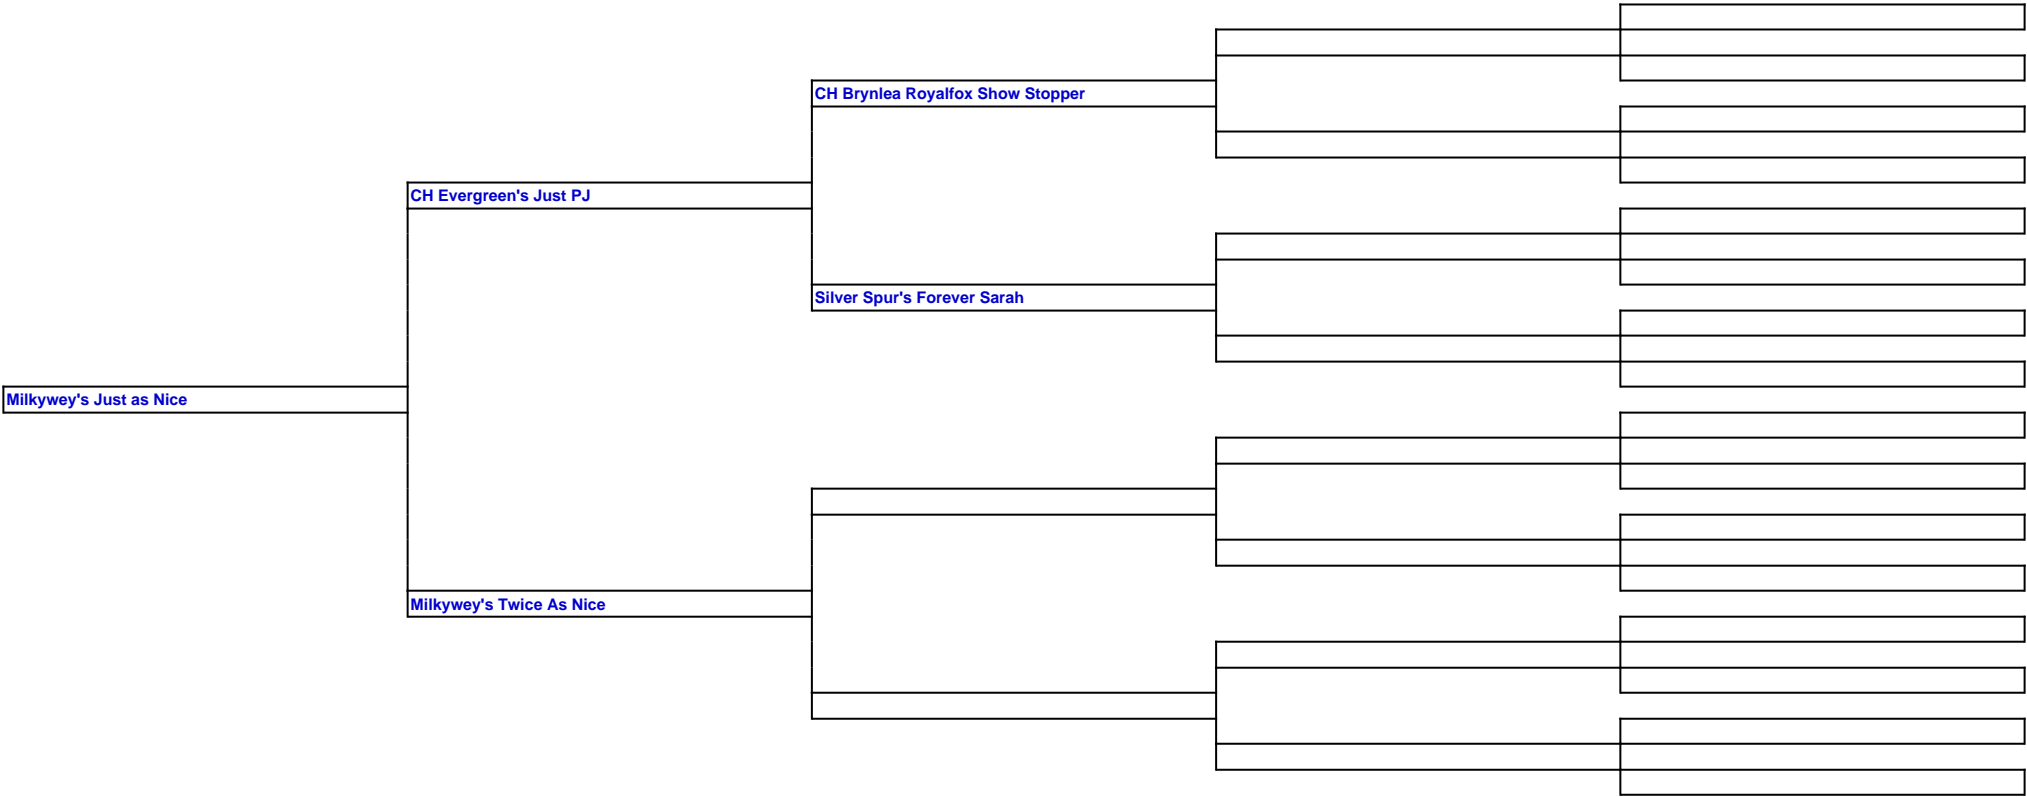 CH Brynlea Royalfox Show Stopper
CH Evergreen's Just PJ
Silver Spur's Forever Sarah
Milkywey's Just as Nice
Milkywey's Twice As Nice